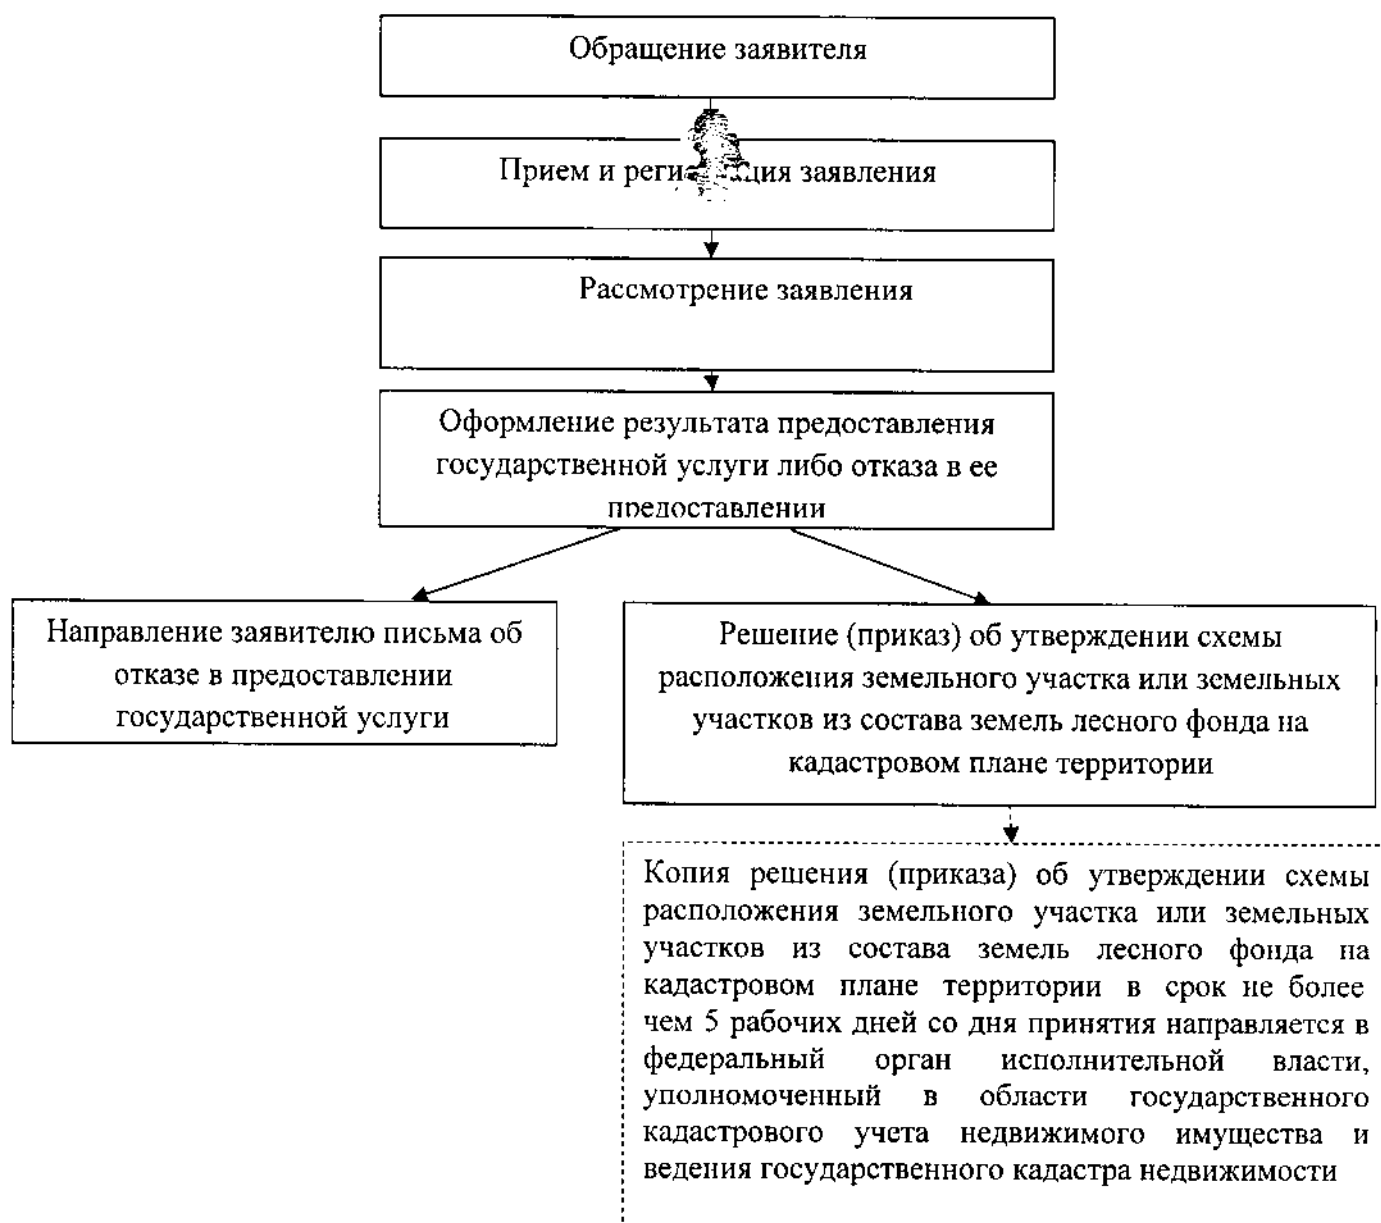 Обращение заявителя
Прием и заявления
Рассмотрение заявления
Оформление результата предоставления
государственной услуги либо отказа в ее
предоставлении
Направление заявителю письма об
отказе в предоставлении
государственной услуги
Решение (приказ) об утверждении схемы
расположения земельного участка или земельных
участков из состава земель лесного фонда на
кадастровом плане территории
Копия решения (приказа) об утверждении схемы
расположения земельного участка или земельных
участков из состава земель лесного фонда на
кадастровом плане территории в срок не более
чем 5 рабочих дней со дня принятия направляется в
федеральный орган исполнительной власти,
уполномоченный в области государственного
кадастрового учета недвижимого имущества и
ведения государственного кадастра недвижимости